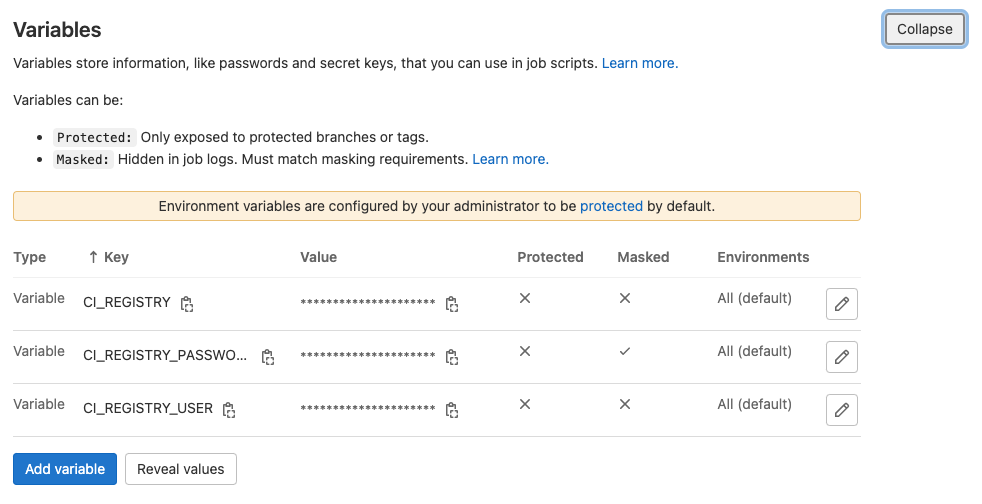 Variables
Collapse
Variables store information, like passwords and secret keys, that you can use in job scripts. Learn more.
Variables can be:
• Protected: Only exposed to protected branches or tags.
• Masked: Hidden in job logs. Must match masking requirements. Learn more.
Environment variables are configured by your administrator to be protected by default.
Type ↑ Key Value Protected Masked Environments
Variable CI_REGISTRY ********************* ✕ ✕ All (default)
Variable CI_REGISTRY_PASSWO... ********************* ✕ ✓ All (default)
Variable CI_REGISTRY_USER ********************* ✕ ✕ All (default)
Add variable Reveal values